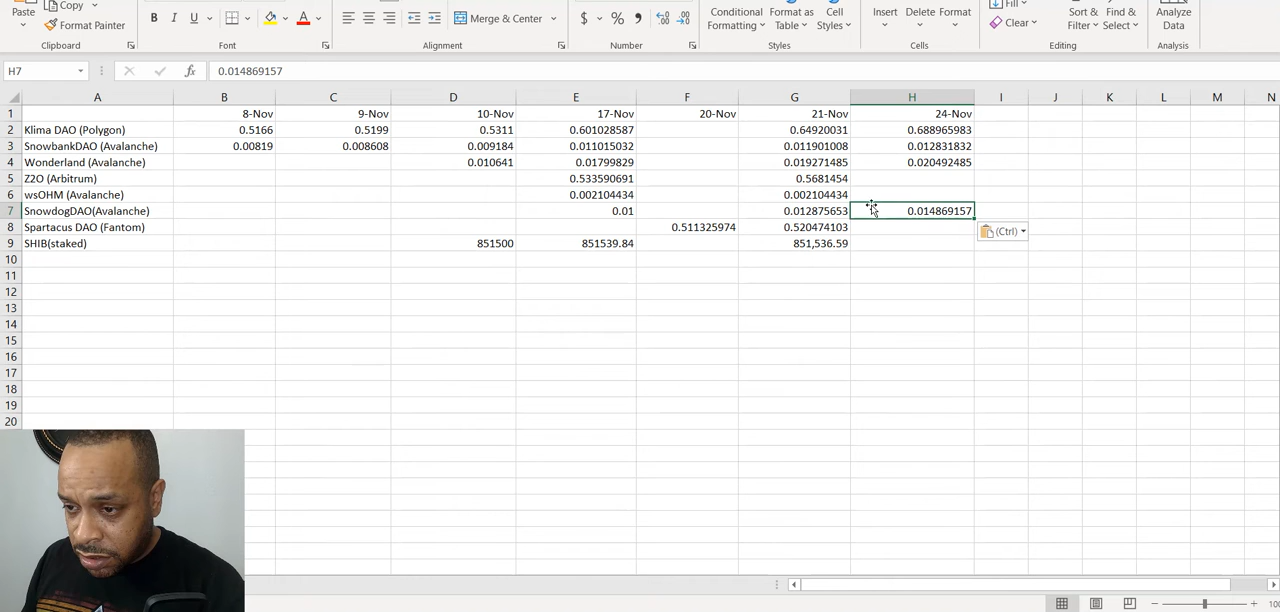 Paste Copy Fill
Format Painter B I U Merge & Center $ % , Conditional Format as Cell Insert Delete Format Clear Sort & Find & Analyze
Formatting Table Styles Filter Select Data
Clipboard Font Alignment Number Styles Cells Editing Analysis
H7 fx 0.014869157
A B C D E F G H I J K L M N
1 8-Nov 9-Nov 10-Nov 17-Nov 20-Nov 21-Nov 24-Nov
2 Klima DAO (Polygon) 0.5166 0.5199 0.5311 0.601028587 0.64920031 0.688965983
3 SnowbankDAO (Avalanche) 0.00819 0.008608 0.009184 0.011015032 0.011901008 0.012831832
4 Wonderland (Avalanche) 0.010641 0.01799829 0.019271485 0.020492485
5 Z2O (Arbitrum) 0.533590691 0.5681454
6 wsOHM (Avalanche) 0.002104434 0.002104434
7 SnowdogDAO(Avalanche) 0.01 0.012875653 0.014869157
8 Spartacus DAO (Fantom) 0.511325974 0.520474103
(Ctrl)
9 SHIB(staked) 851500 851539.84 851,536.59
10
11
12
13
14
15
16
17
18
19
20